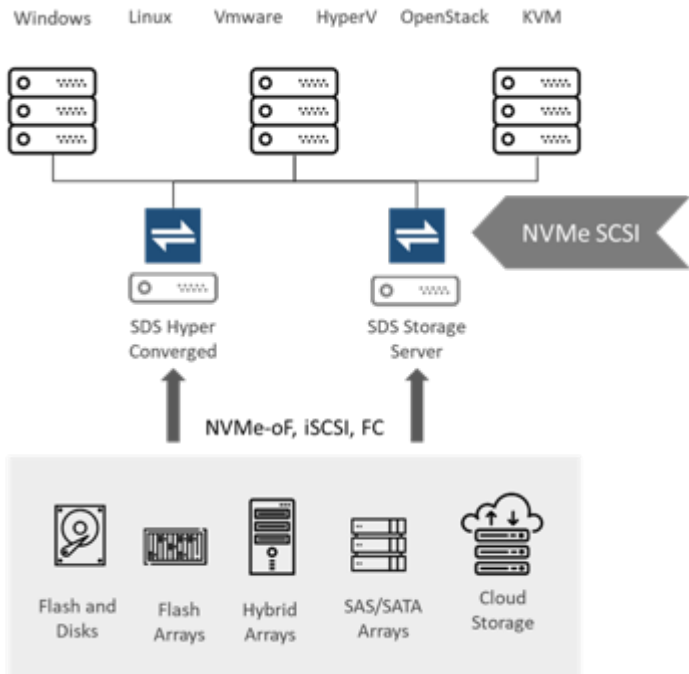 Windows Linux Vmware HyperV OpenStack KVM
NVMe SCSI
SDS Hyper
Converged
SDS Storage
Server
NVMe-oF, iSCSI, FC
Flash and
Disks
Flash
Arrays
Hybrid
Arrays
SAS/SATA
Arrays
Cloud
Storage